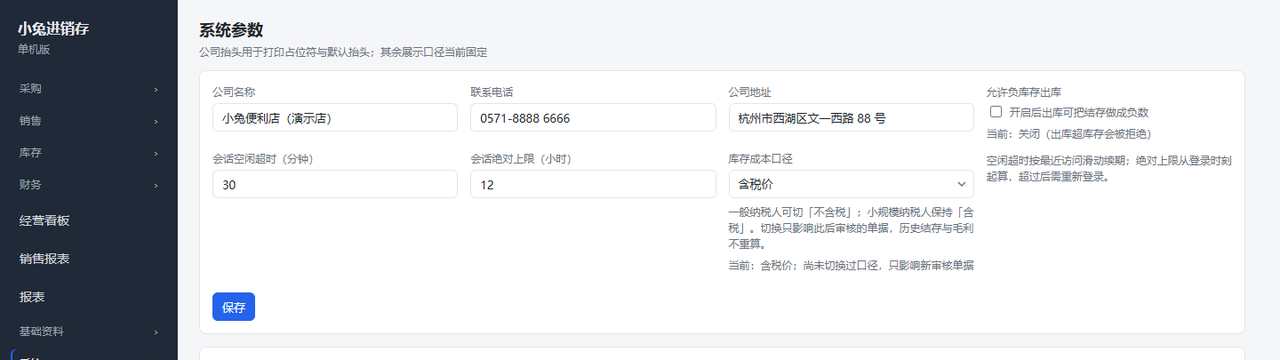 小兔进销存
单机版
采购
销售
库存
财务
经营看板
销售报表
报表
基础资料
系统参数
公司抬头用于打印占位符与默认抬头；其余展示口径当前固定
公司名称
小兔便利店（演示店）
联系电话
0571-8888 6666
公司地址
杭州市西湖区文一西路 88 号
允许负库存出库
开启后出库可把结存做成负数
当前：关闭（出库超库存会被拒绝）
会话空闲超时（分钟）
30
会话绝对上限（小时）
12
库存成本口径
含税价
一般纳税人可切「不含税」；小规模纳税人保持「含
税」。切换只影响此后审核的单据，历史结存与毛利
不重算。
当前：含税价；尚未切换过口径，只影响新审核单据
空闲超时按最近访问滑动续期；绝对上限从登录时刻
起算，超过后需重新登录。
保存